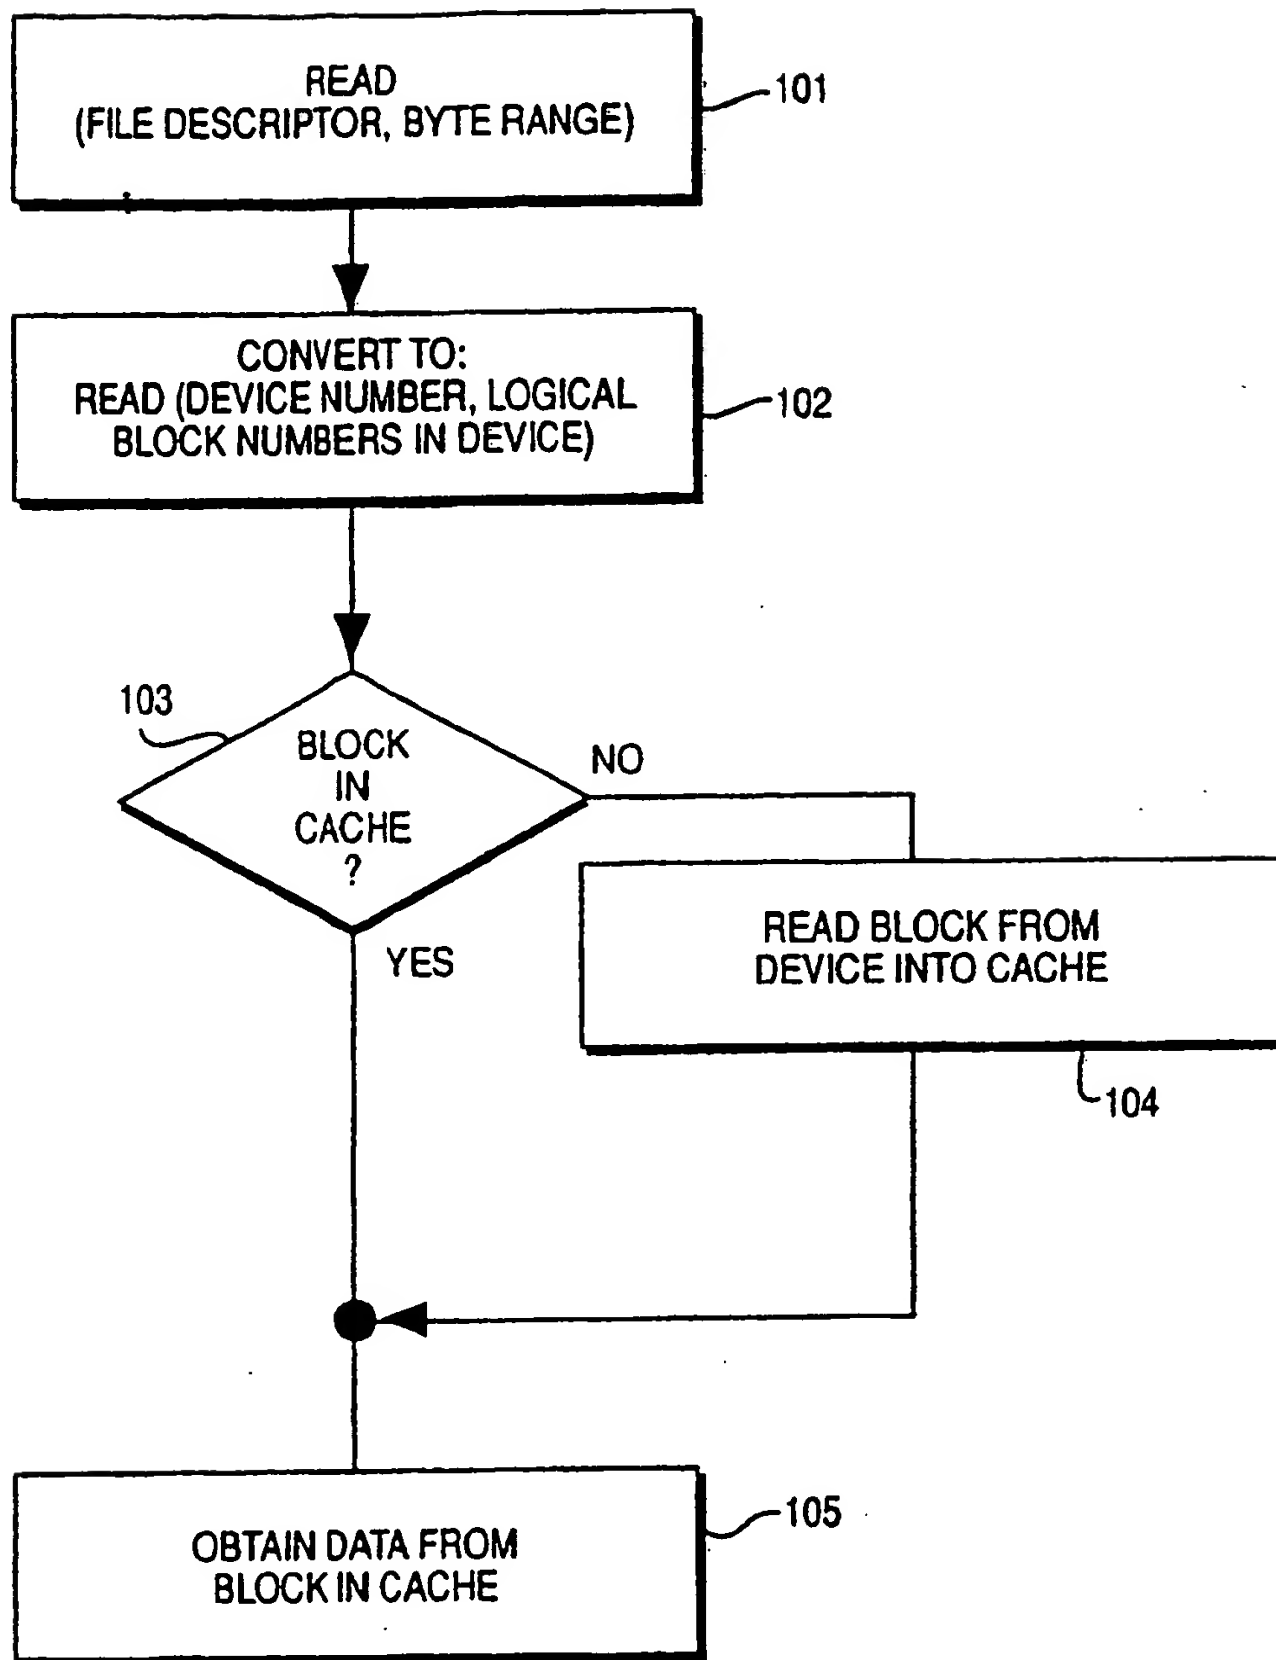 READ
(FILE DESCRIPTOR, BYTE RANGE)
101
CONVERT TO:
READ (DEVICE NUMBER, LOGICAL
BLOCK NUMBERS IN DEVICE)
102
103
BLOCK
IN
CACHE
?
NO
YES
READ BLOCK FROM
DEVICE INTO CACHE
104
OBTAIN DATA FROM
BLOCK IN CACHE
105